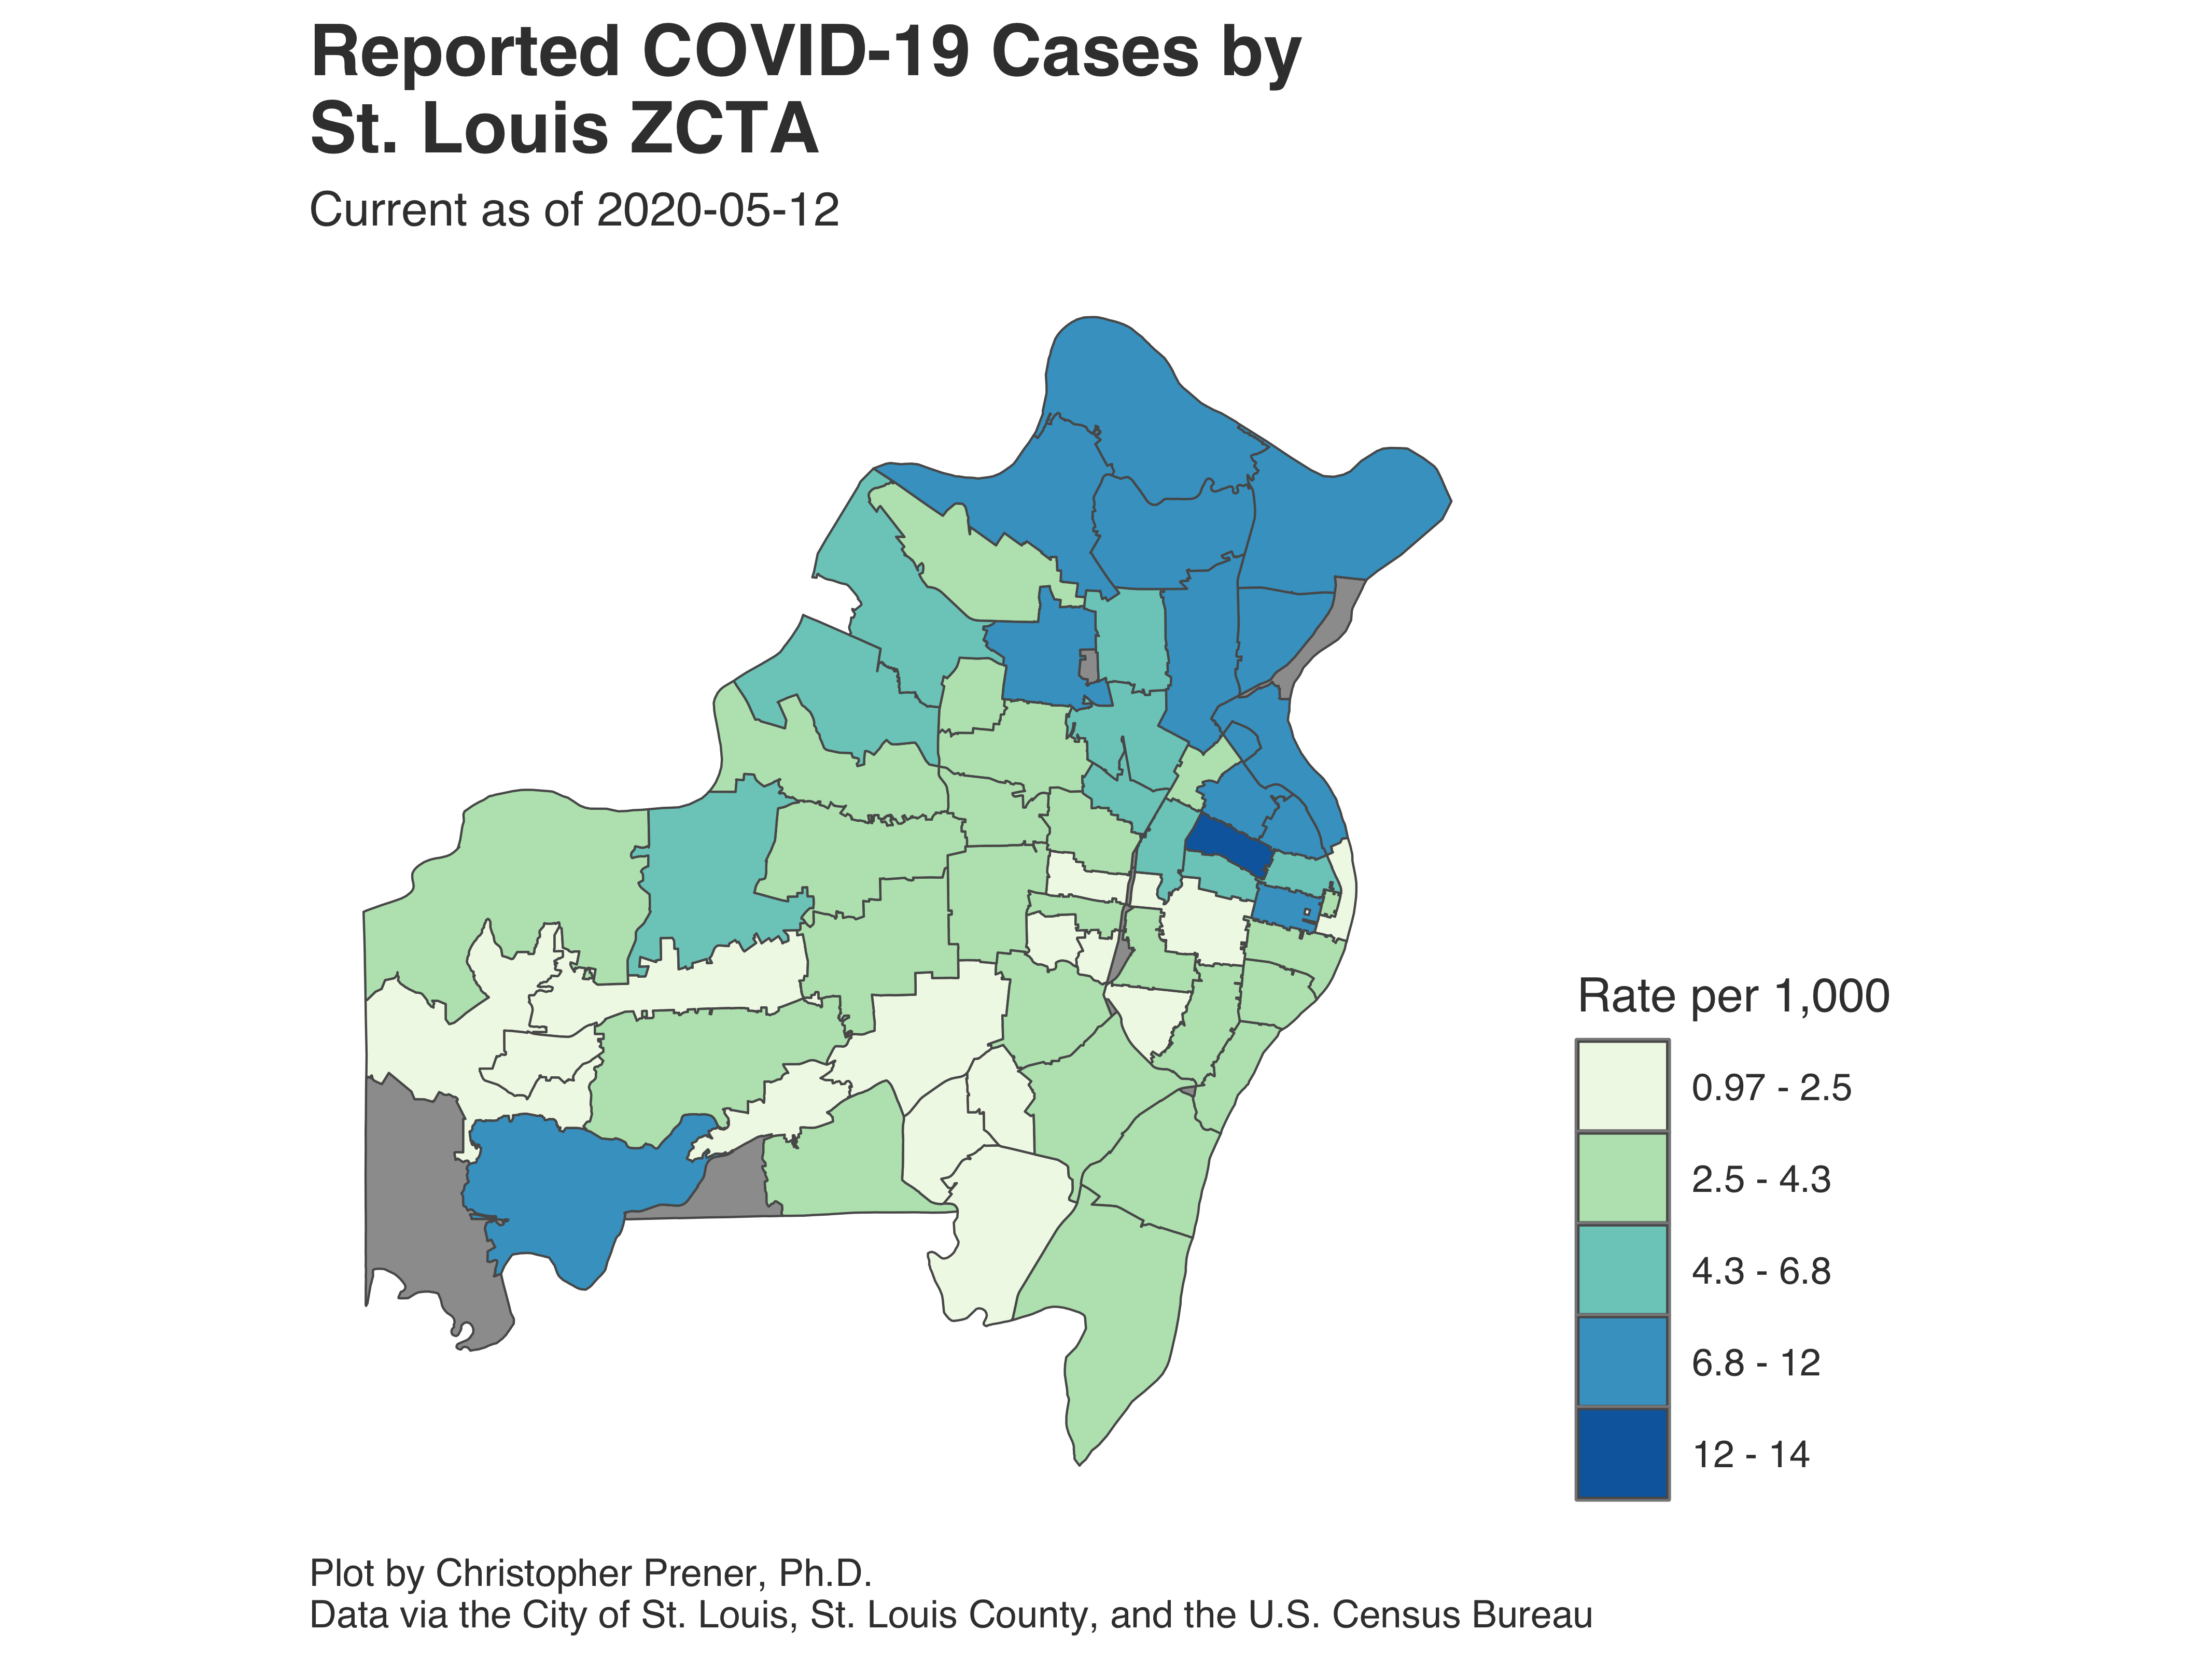 Reported COVID-19 Cases by
St. Louis ZCTA
Current as of 2020-05-12
Rate per 1,000
0.97 - 2.5
2.5 - 4.3
4.3 - 6.8
6.8 - 12
12 - 14
Plot by Christopher Prener, Ph.D.
Data via the City of St. Louis, St. Louis County, and the U.S. Census Bureau